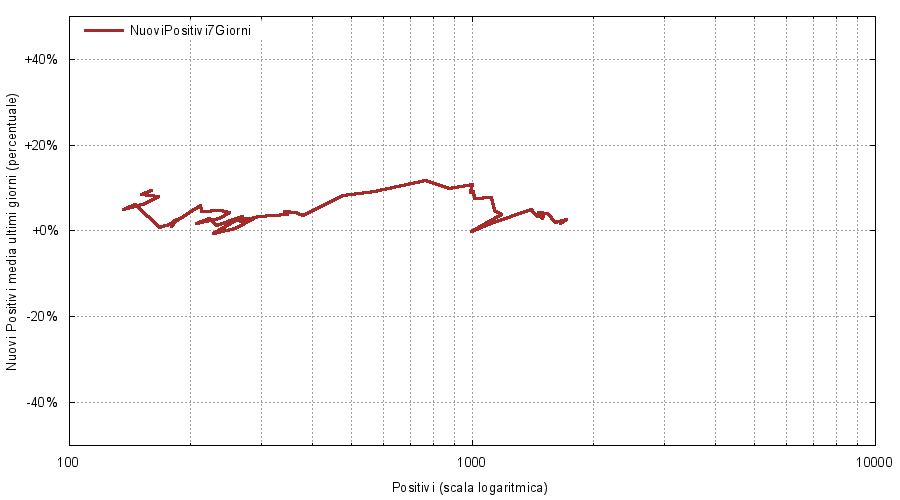 NuoviPositivi7Giorni
+40%
+20%
+0%
-20%
-40%
Nuovi Positivi media ultimi giorni (percentuale)
100
1000
10000
Positivi (scala logaritmica)